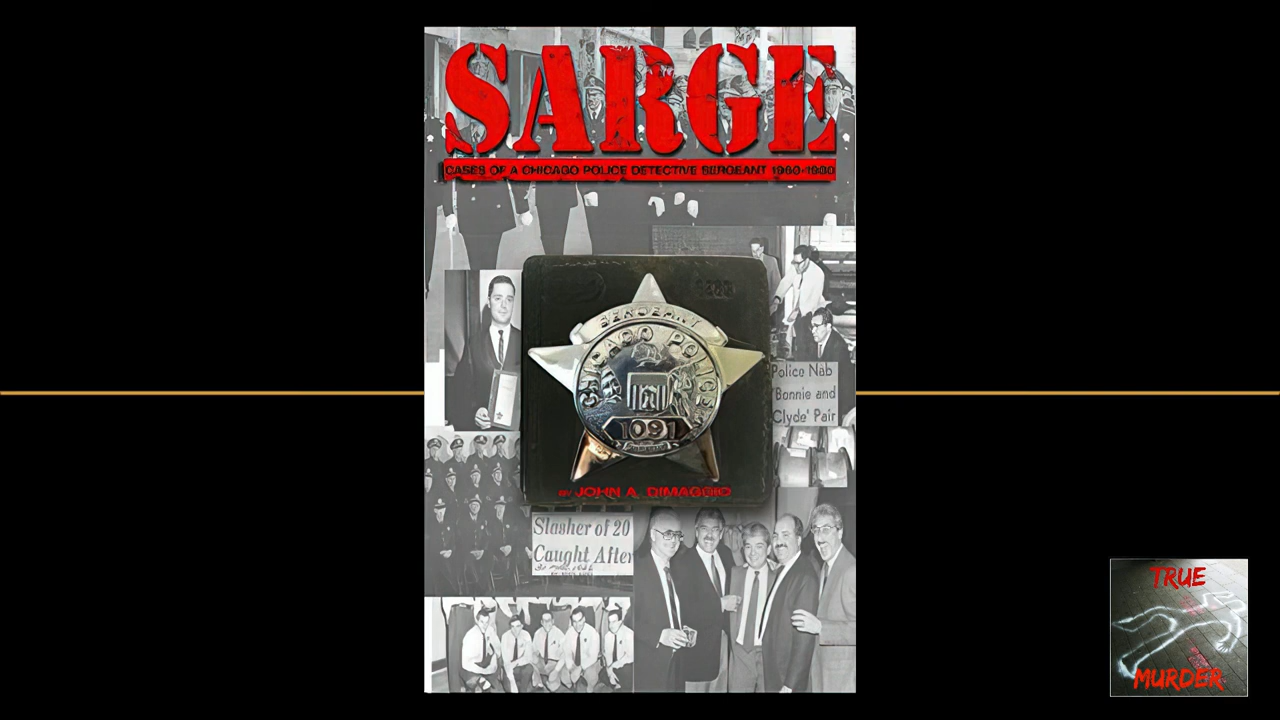 SARGE
CASES OF A CHICAGO POLICE DETECTIVE SERGEANT 1960-1980
SERGEANT
CHICAGO POLICE
1091
Police Nab
'Bonnie and
Clyde' Pair
BY JOHN A. DIMAGGIO
Slasher of 20
Caught After
TRUE
MURDER